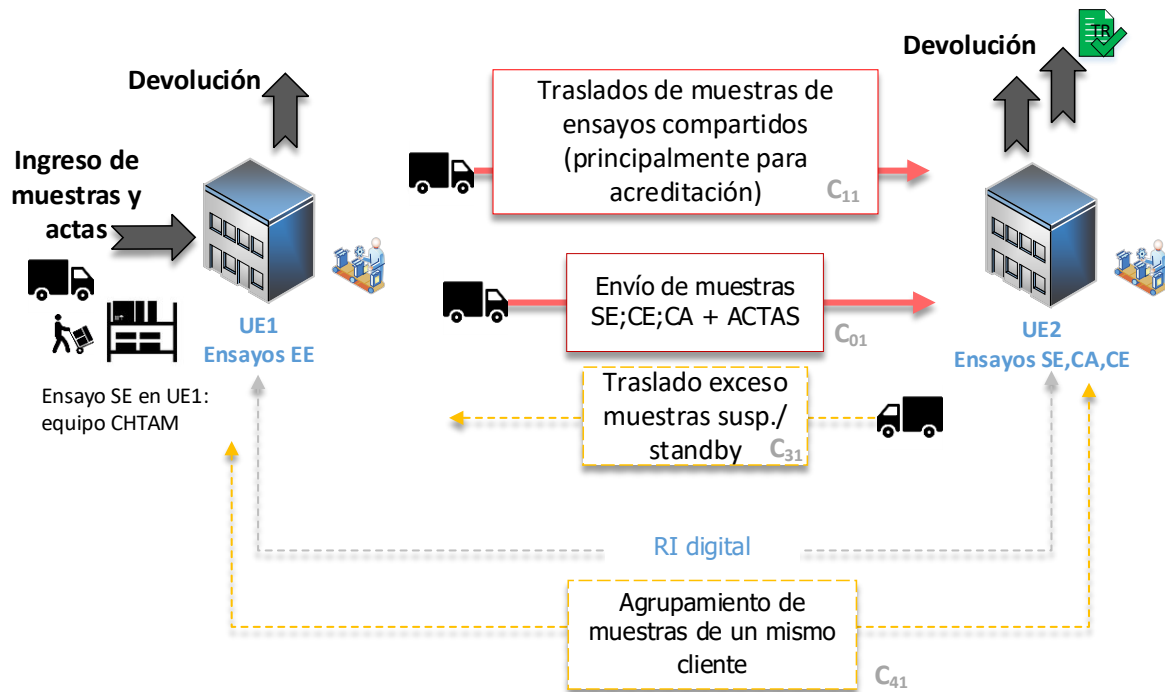 Devolución
Ingreso de
muestras y
actas
UE1
Ensayos EE
Ensayo SE en UE1:
equipo CHTAM
Traslados de muestras de
ensayos compartidos
(principalmente para
acreditación)
C11
Envío de muestras
SE;CE;CA + ACTAS
C01
Traslado exceso
muestras susp./
standby
C31
RI digital
Agrupamiento de
muestras de un mismo
cliente
C41
Devolución
TR
UE2
Ensayos SE,CA,CE